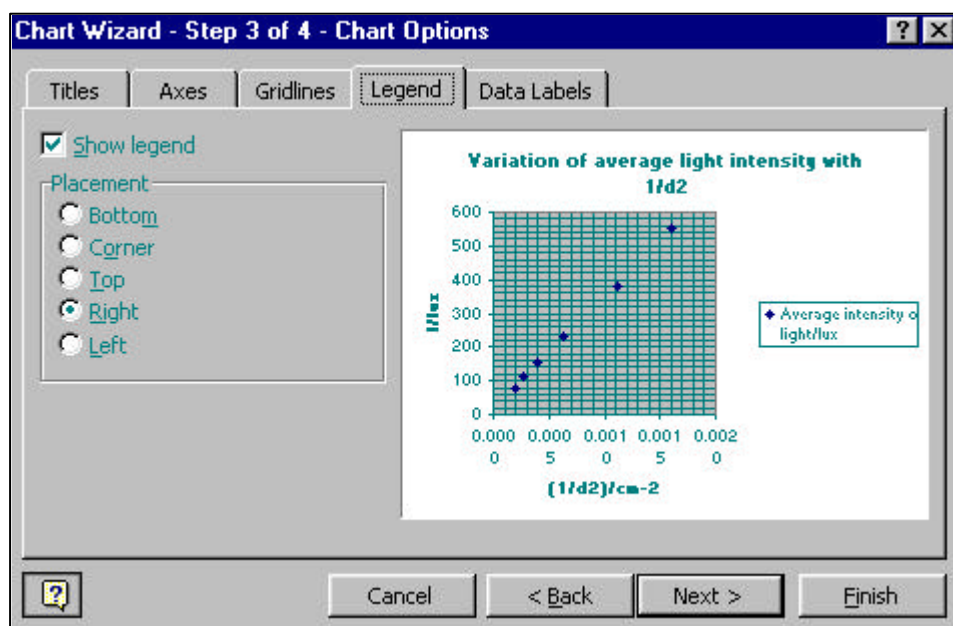 Chart Wizard - Step 3 of 4 - Chart Options
Titles Axes Gridlines Legend Data Labels
Show legend
Placement
Bottom
Corner
Top
Right
Left
Variation of average light intensity with
1/d2
600
500
400
300
200
100
0
I/lux
0.000 0.000 0.001 0.001 0.002
0 5 0 5 0
(1/d2)/cm-2
Average intensity o
light/lux
Cancel < Back Next > Finish